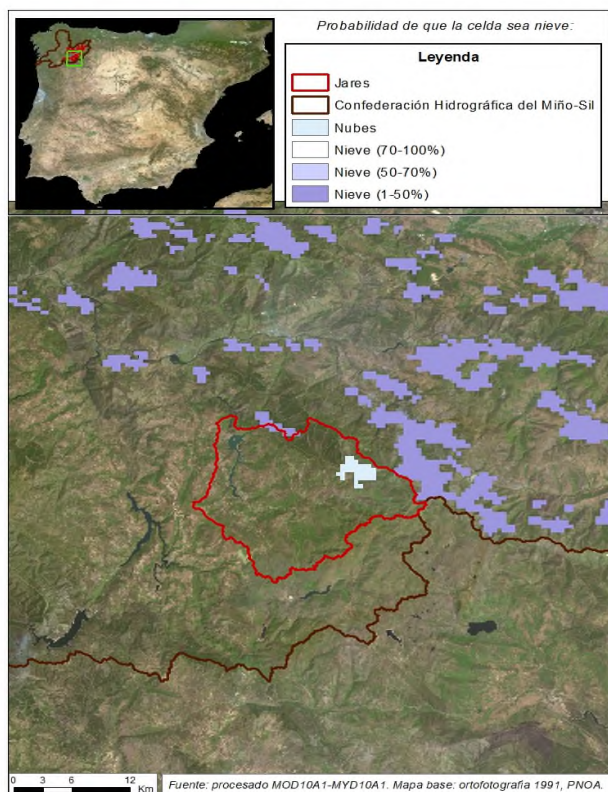 Probabilidad de que la celda sea nieve:
Leyenda
Jares
Confederación Hidrográfica del Miño-Sil
Nubes
Nieve (70-100%)
Nieve (50-70%)
Nieve (1-50%)
0 3 6 12
Km
Fuente: procesado MOD10A1-MYD10A1. Mapa base: ortofotografía 1991, PNOA.